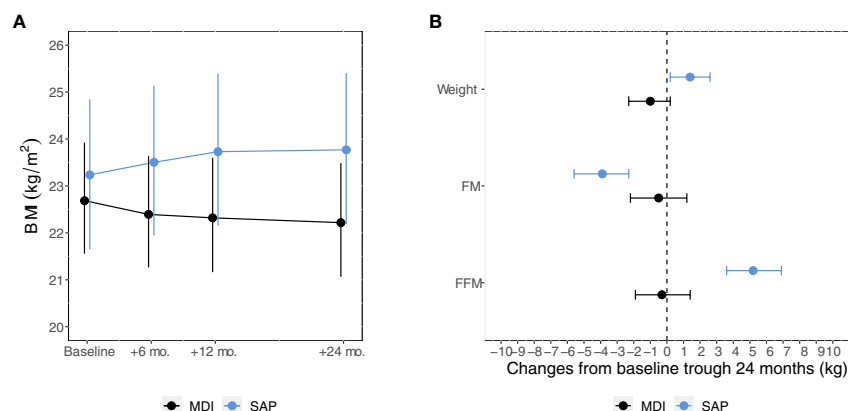 A
BMI (kg/m²)
26
25
24
23
22
21
20
Baseline +6 mo. +12 mo. +24 mo.
MDI SAP
B
Weight
FM
FFM
−10−9−8−7−6−5−4−3−2−1 0 1 2 3 4 5 6 7 8 910
Changes from baseline trough 24 months (kg)
MDI SAP